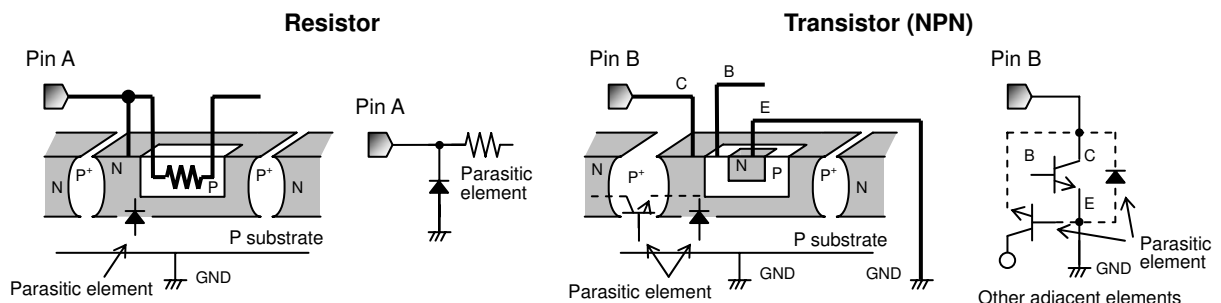 Resistor
Transistor (NPN)
Pin A
Pin B
Pin B
C
B
E
Pin A
N
P+
N
P
P+
N
Parasitic
element
N
P+
N
P
P+
N
B
C
E
P substrate
P substrate
Parasitic element
GND
Parasitic element
GND
GND
GND
Parasitic
element
Other adjacent elements